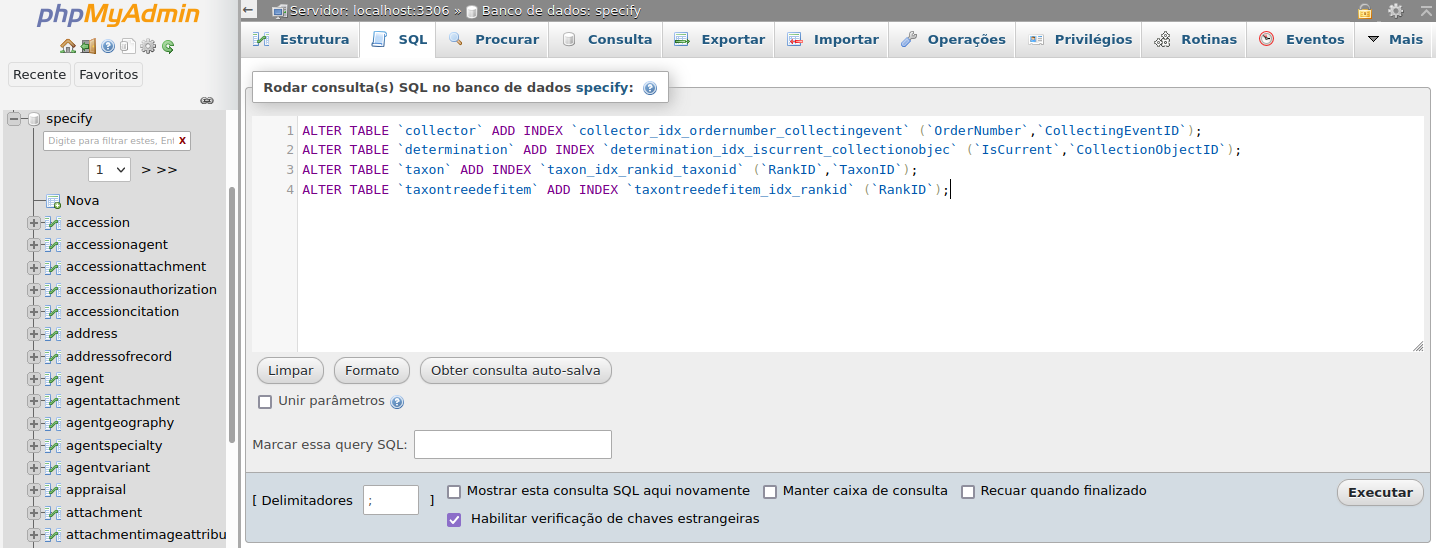 phpMyAdmin
Recente Favoritos
specify
Digite para filtrar estes, Ent X
1 > >>
Nova
accession
accessionagent
accessionattachment
accessionauthorization
accessioncitation
address
addressofrecord
agent
agentattachment
agentgeography
agentspecialty
agentvariant
appraisal
attachment
attachmentimageattribu
← Servidor: localhost:3306 » Banco de dados: specify
Estrutura SQL Procurar Consulta Exportar Importar Operações Privilégios Rotinas Eventos Mais
Rodar consulta(s) SQL no banco de dados specify:
1 ALTER TABLE `collector` ADD INDEX `collector_idx_ordernumber_collectingevent` (`OrderNumber`,`CollectingEventID`);
2 ALTER TABLE `determination` ADD INDEX `determination_idx_iscurrent_collectionobjec` (`IsCurrent`,`CollectionObjectID`);
3 ALTER TABLE `taxon` ADD INDEX `taxon_idx_rankid_taxonid` (`RankID`,`TaxonID`);
4 ALTER TABLE `taxontreedefitem` ADD INDEX `taxontreedefitem_idx_rankid` (`RankID`);
Limpar Formato Obter consulta auto-salva
Unir parâmetros
Marcar essa query SQL:
[ Delimitadores ; ] Mostrar esta consulta SQL aqui novamente Manter caixa de consulta Recuar quando finalizado Executar
Habilitar verificação de chaves estrangeiras